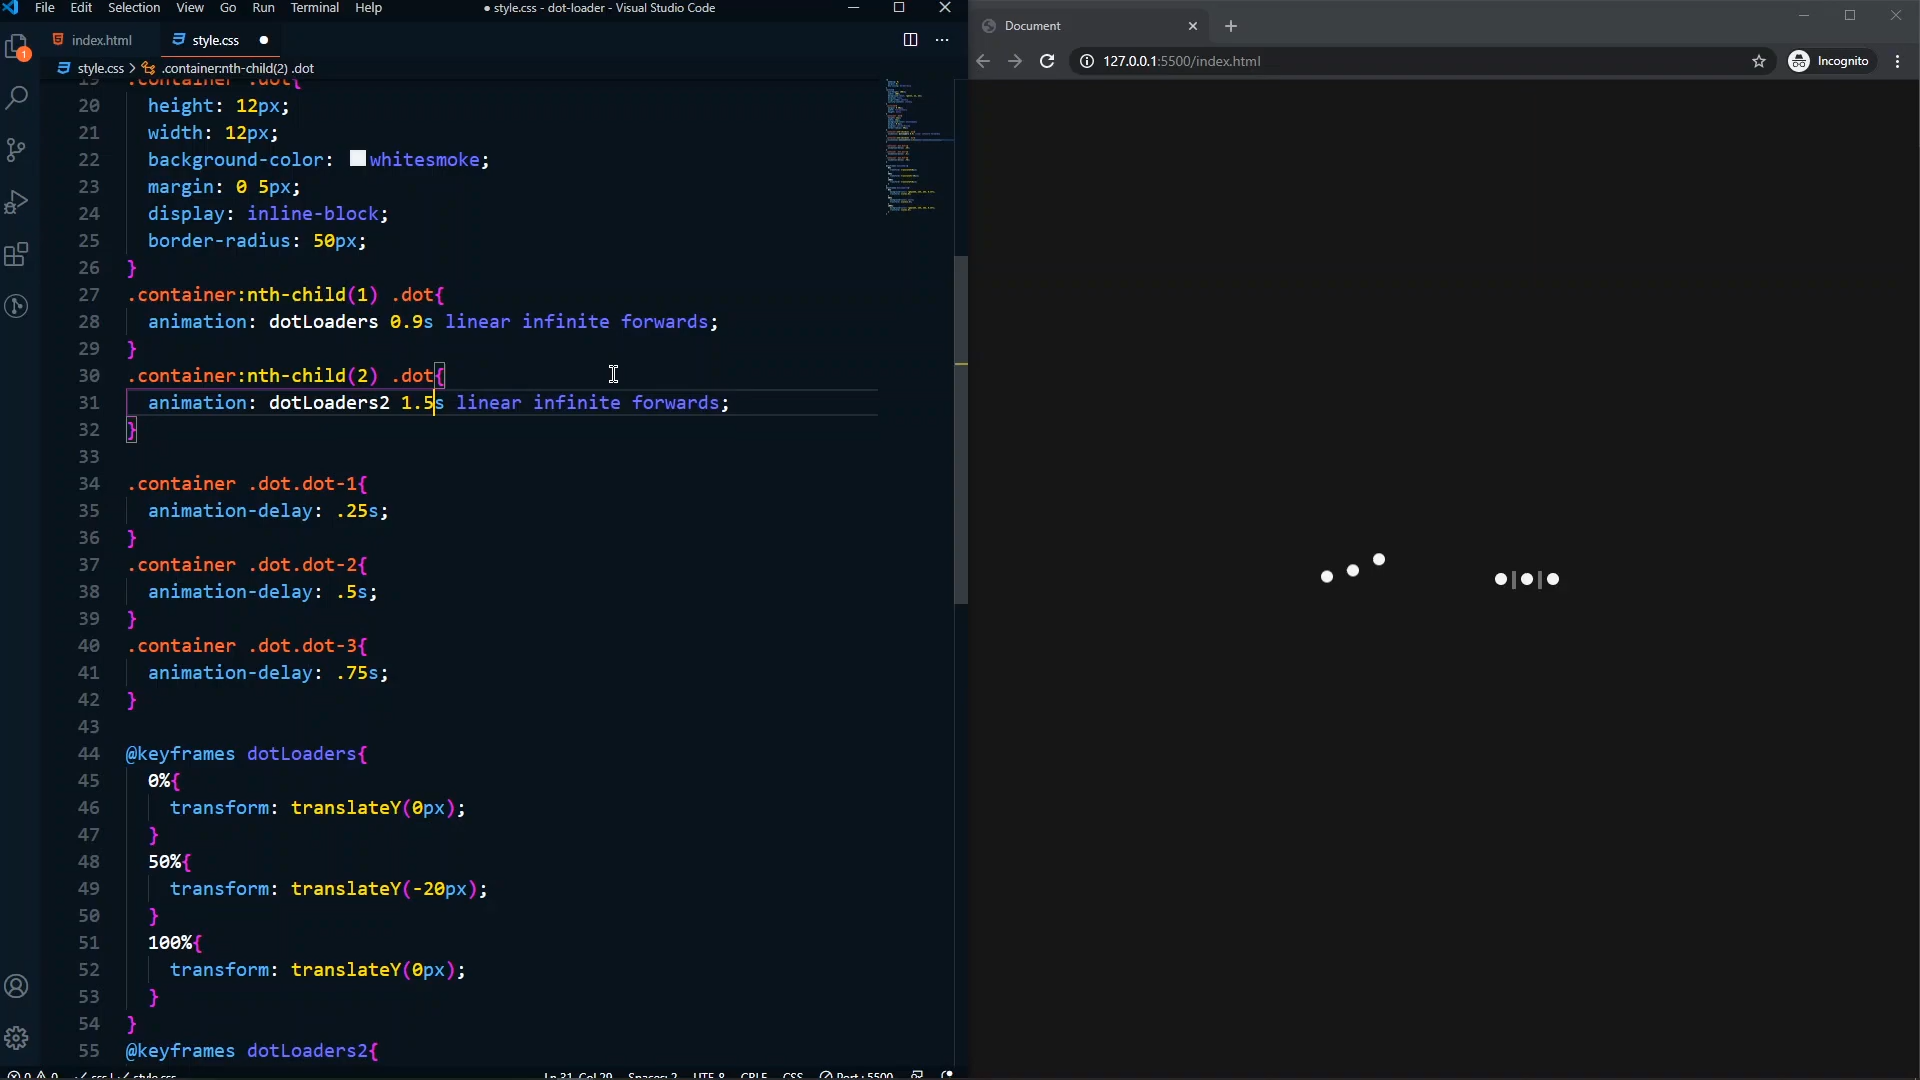 File Edit Selection View Go Run Terminal Help
● style.css - dot-loader - Visual Studio Code
index.html
style.css ●
style.css > .container:nth-child(2) .dot
1
19 .container .dot{
20 height: 12px;
21 width: 12px;
22 background-color: whitesmoke;
23 margin: 0 5px;
24 display: inline-block;
25 border-radius: 50px;
26 }
27 .container:nth-child(1) .dot{
28 animation: dotLoaders 0.9s linear infinite forwards;
29 }
30 .container:nth-child(2) .dot{
31 animation: dotLoaders2 1.5s linear infinite forwards;
32 }
33
34 .container .dot.dot-1{
35 animation-delay: .25s;
36 }
37 .container .dot.dot-2{
38 animation-delay: .5s;
39 }
40 .container .dot.dot-3{
41 animation-delay: .75s;
42 }
43
44 @keyframes dotLoaders{
45 0%{
46 transform: translateY(0px);
47 }
48 50%{
49 transform: translateY(-20px);
50 }
51 100%{
52 transform: translateY(0px);
53 }
54 }
55 @keyframes dotLoaders2{
0 0 css | style.css Ln 31, Col 29 Spaces: 2 UTF-8 CRLF CSS Port : 5500
Document
127.0.0.1:5500/index.html
Incognito